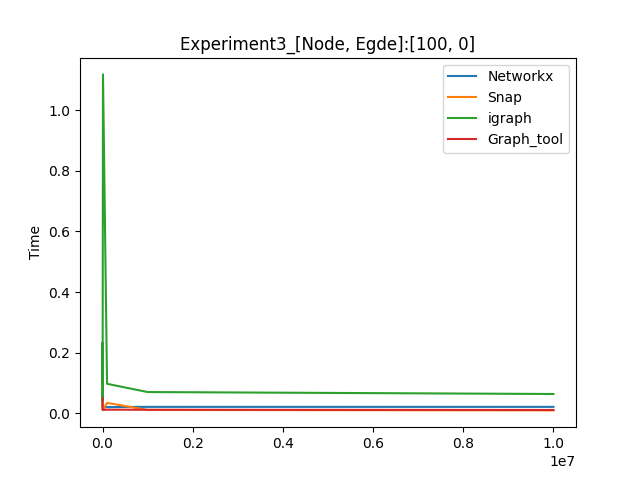 Experiment3_[Node, Egde]:[100, 0]
Networkx
Snap
igraph
Graph_tool
Time
1.0
0.8
0.6
0.4
0.2
0.0
0.0 0.2 0.4 0.6 0.8 1.0
1e7